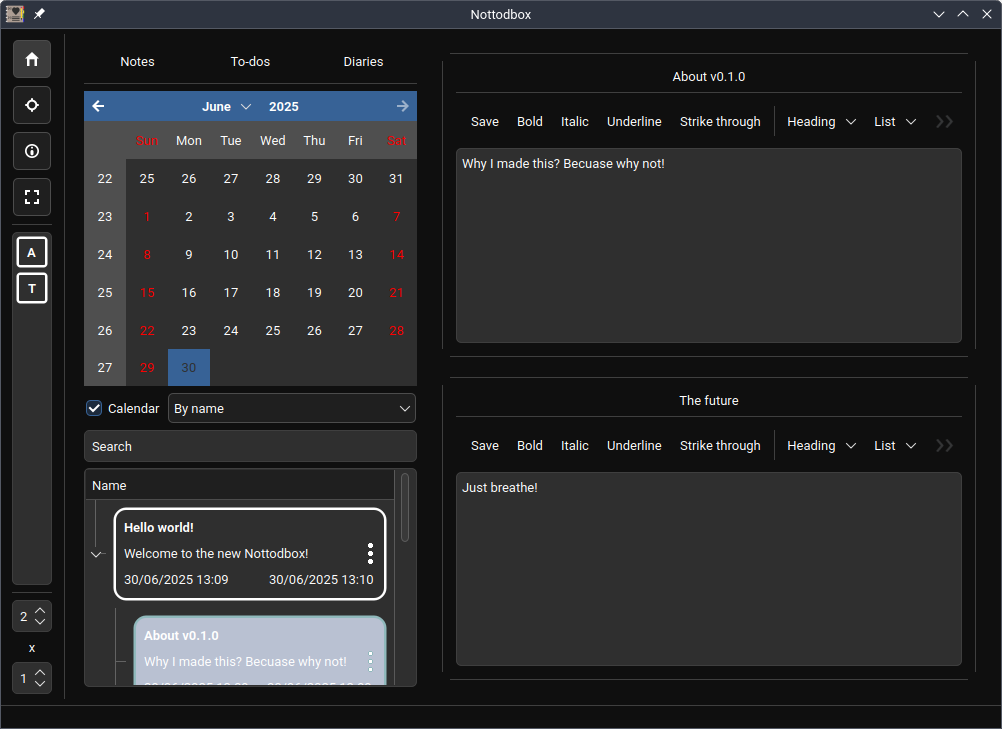 Nottodbox
Notes To-dos Diaries
June 2025
Sun Mon Tue Wed Thu Fri Sat
22 25 26 27 28 29 30 31
23 1 2 3 4 5 6 7
24 8 9 10 11 12 13 14
25 15 16 17 18 19 20 21
26 22 23 24 25 26 27 28
27 29 30
Calendar By name
Search
Name
Hello world!
Welcome to the new Nottodbox!
30/06/2025 13:09 30/06/2025 13:10
About v0.1.0
Why I made this? Becuase why not!
A
T
2
x
1
About v0.1.0
Save Bold Italic Underline Strike through Heading List
Why I made this? Becuase why not!
The future
Save Bold Italic Underline Strike through Heading List
Just breathe!